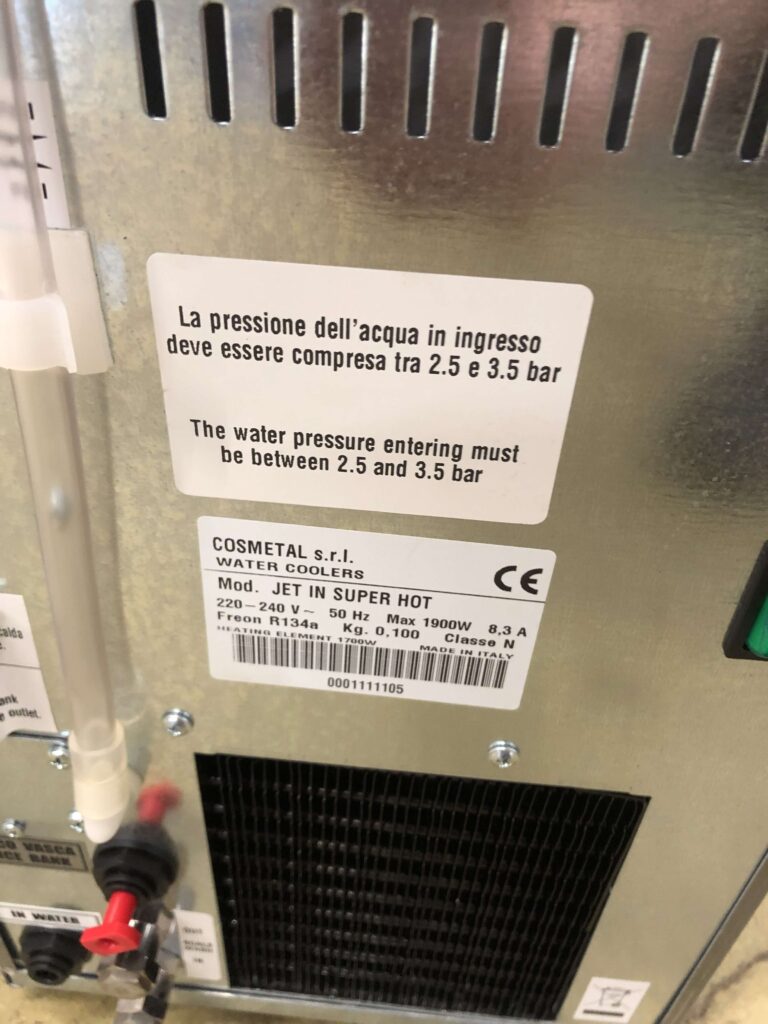 La pressione dell'acqua in ingresso
deve essere compresa tra 2.5 e 3.5 bar
The water pressure entering must
be between 2.5 and 3.5 bar
COSMETAL s.r.l.
WATER COOLERS
CE
Mod. JET IN SUPER HOT
220-240 V~ 50 Hz Max 1900W 8,3 A
Freon R134a Kg. 0,100 Classe N
HEATING ELEMENT 1700W MADE IN ITALY
0001111105
outlet.
VASCA
BANK
IN WATER